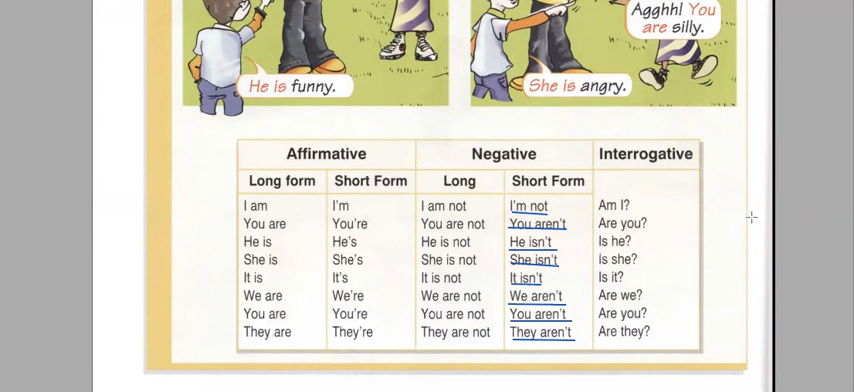 Agghh! You
are silly.
He is funny.
She is angry.
Affirmative Negative Interrogative
Long form Short Form Long Short Form
I am I'm I am not I'm not Am I?
You are You're You are not You aren't Are you?
He is He's He is not He isn't Is he?
She is She's She is not She isn't Is she?
It is It's It is not It isn't Is it?
We are We're We are not We aren't Are we?
You are You're You are not You aren't Are you?
They are They're They are not They aren't Are they?